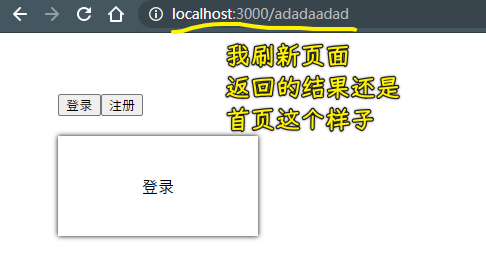 localhost:3000/adadaadad
我刷新页面
返回的结果还是
首页这个样子
登录 注册
登录